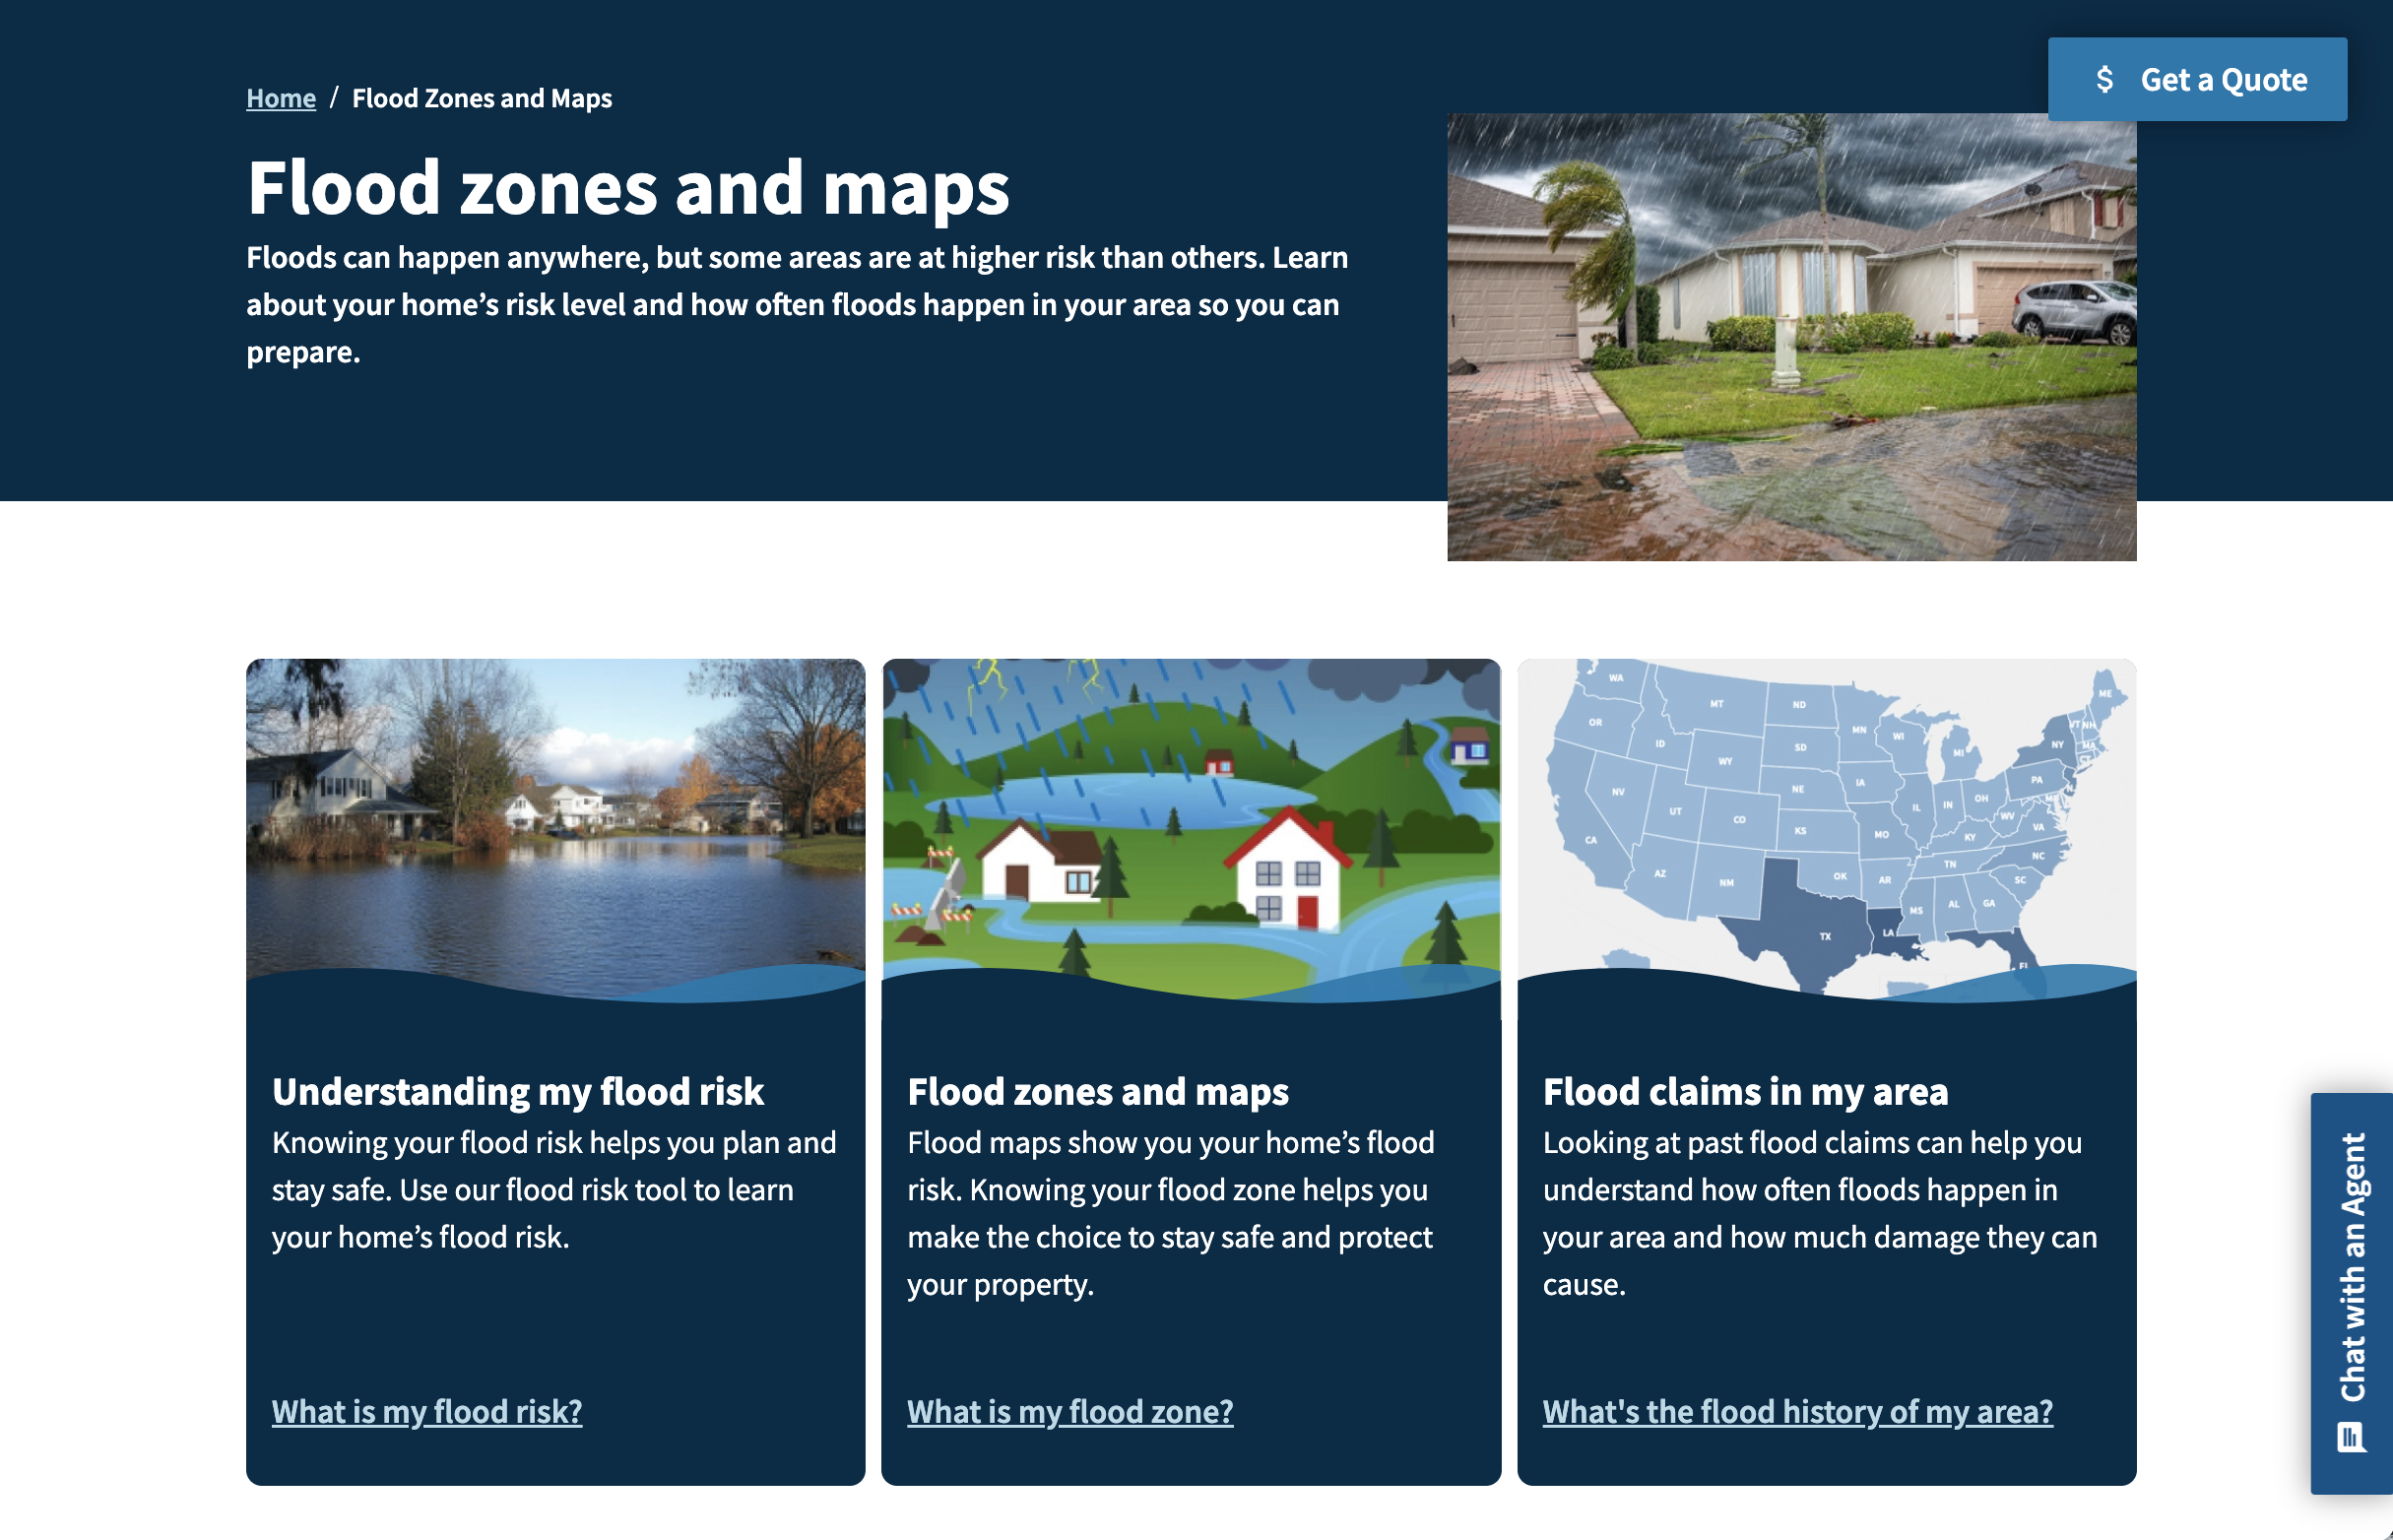 $ Get a Quote
Home / Flood Zones and Maps
Flood zones and maps
Floods can happen anywhere, but some areas are at higher risk than others. Learn
about your home’s risk level and how often floods happen in your area so you can
prepare.
WA
MT
ND
MN
WI
MI
ME
VT NH
OR
ID
SD
NY
MA
CT
WY
NE
IA
PA
NV
UT
CO
IL
IN
OH
WV
VA
CA
KS
MO
KY
NC
AZ
NM
OK
AR
TN
SC
MS
AL
GA
TX
LA
FL
Understanding my flood risk
Knowing your flood risk helps you plan and
stay safe. Use our flood risk tool to learn
your home’s flood risk.
What is my flood risk?
Flood zones and maps
Flood maps show you your home’s flood
risk. Knowing your flood zone helps you
make the choice to stay safe and protect
your property.
What is my flood zone?
Flood claims in my area
Looking at past flood claims can help you
understand how often floods happen in
your area and how much damage they can
cause.
What's the flood history of my area?
Chat with an Agent